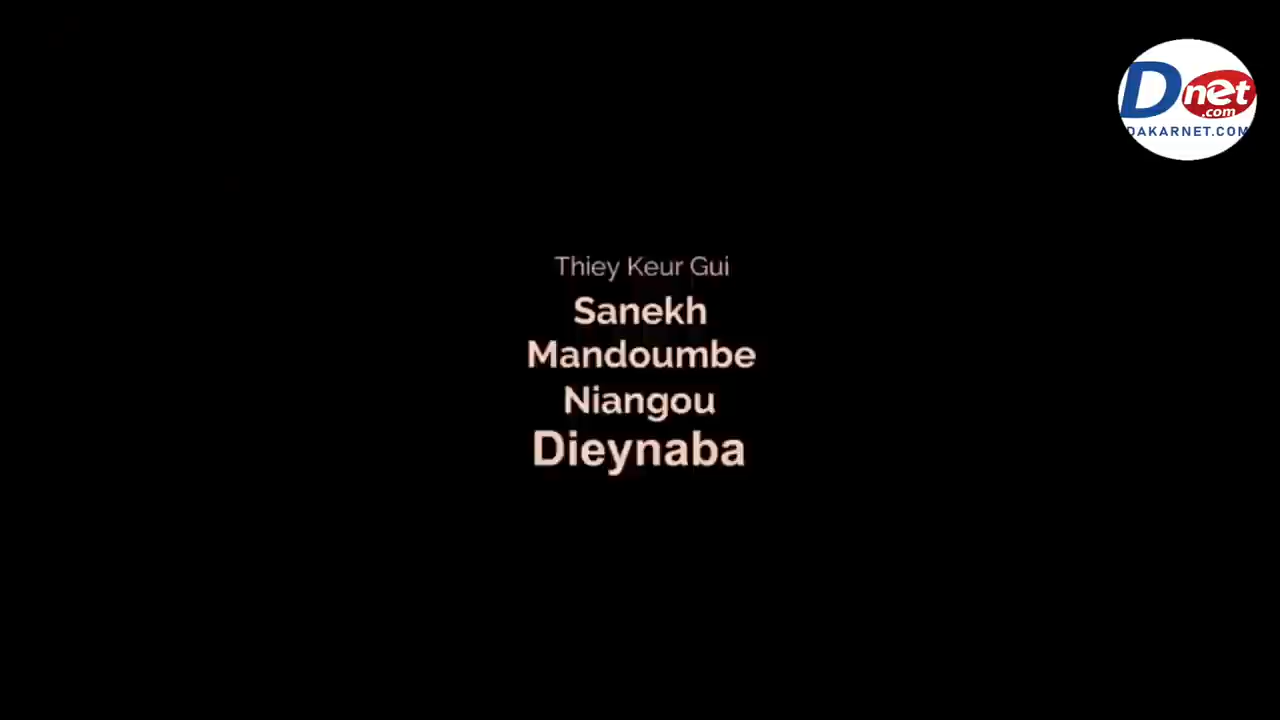 Dnet
.com
DAKARNET.COM
Thiey Keur Gui
Sanekh
Mandoumbe
Niangou
Dieynaba